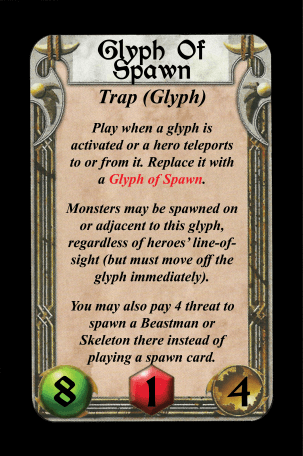 Glyph Of
Spawn
Trap (Glyph)
Play when a glyph is
activated or a hero teleports
to or from it. Replace it with
a Glyph of Spawn.
Monsters may be spawned on
or adjacent to this glyph,
regardless of heroes' line-of-
sight (but must move off the
glyph immediately).
You may also pay 4 threat to
spawn a Beastman or
Skeleton there instead of
playing a spawn card.
8 1 4